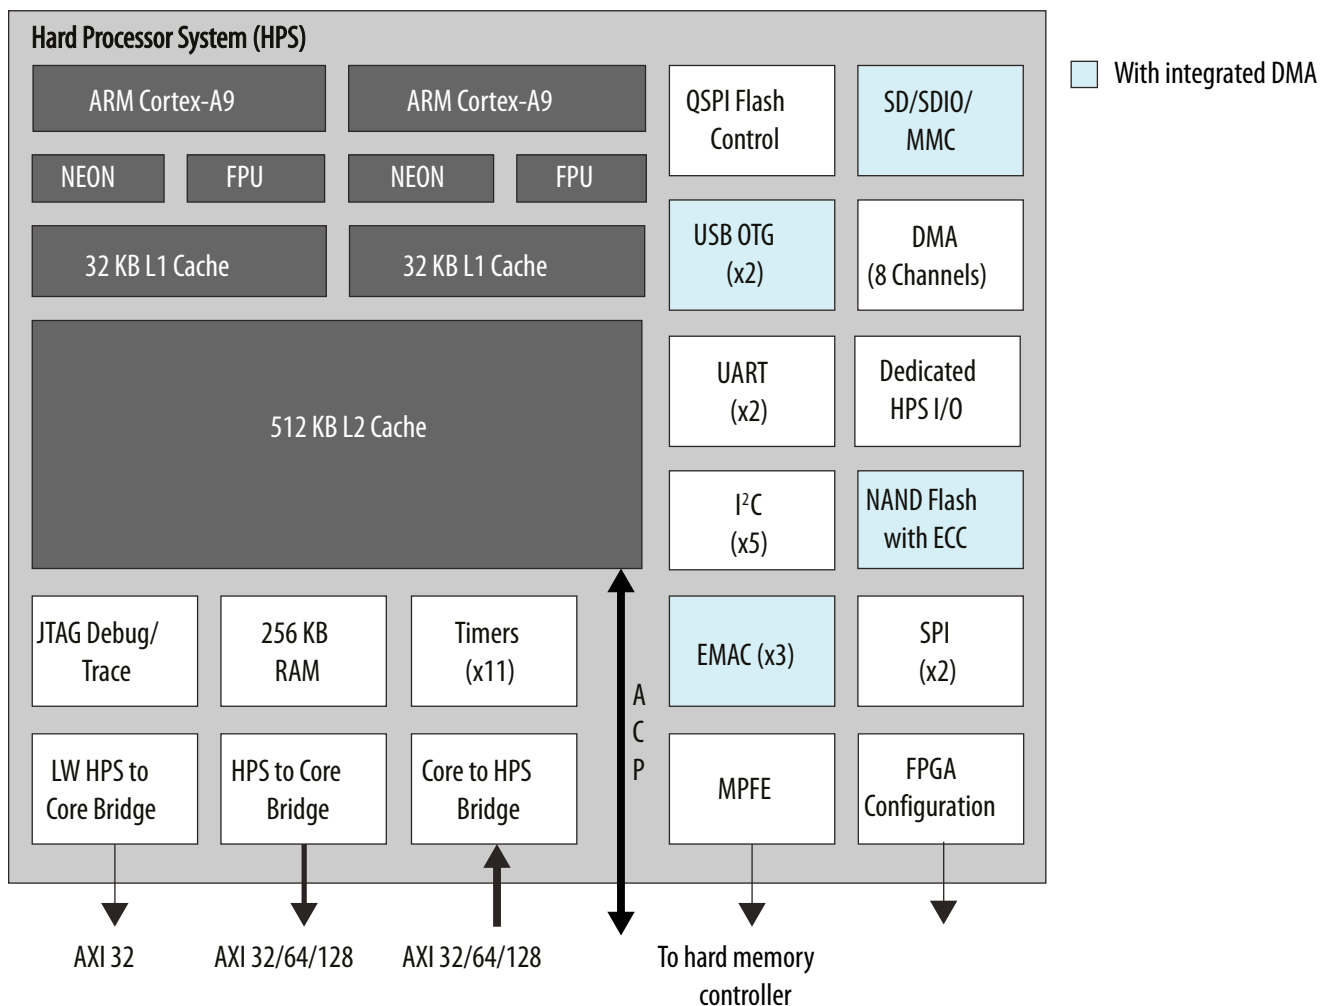 Hard Processor System (HPS)
With integrated DMA
ARM Cortex-A9
ARM Cortex-A9
QSPI Flash
Control
SD/SDIO/
MMC
NEON
FPU
NEON
FPU
USB OTG
(x2)
DMA
(8 Channels)
32 KB L1 Cache
32 KB L1 Cache
512 KB L2 Cache
UART
(x2)
Dedicated
HPS I/O
I²C
(x5)
NAND Flash
with ECC
JTAG Debug/
Trace
256 KB
RAM
Timers
(x11)
ACP
EMAC (x3)
SPI
(x2)
LW HPS to
Core Bridge
HPS to Core
Bridge
Core to HPS
Bridge
MPFE
FPGA
Configuration
AXI 32
AXI 32/64/128
AXI 32/64/128
To hard memory
controller